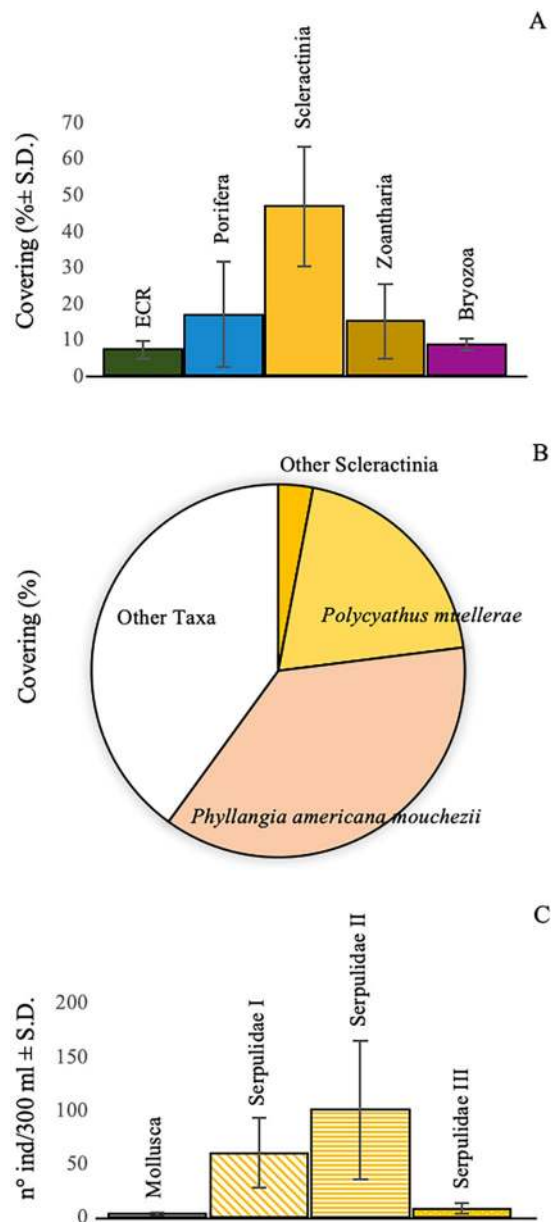 A
Covering (%± S.D.)
70
60
50
40
30
20
10
0
ECR
Porifera
Scleractinia
Zoantharia
Bryozoa
B
Covering (%)
Other Scleractinia
Other Taxa
Polycyathus muellerae
Phyllangia americana mouchezii
C
n° ind/300 ml ± S.D.
200
150
100
50
0
Mollusca
Serpulidae I
Serpulidae II
Serpulidae III